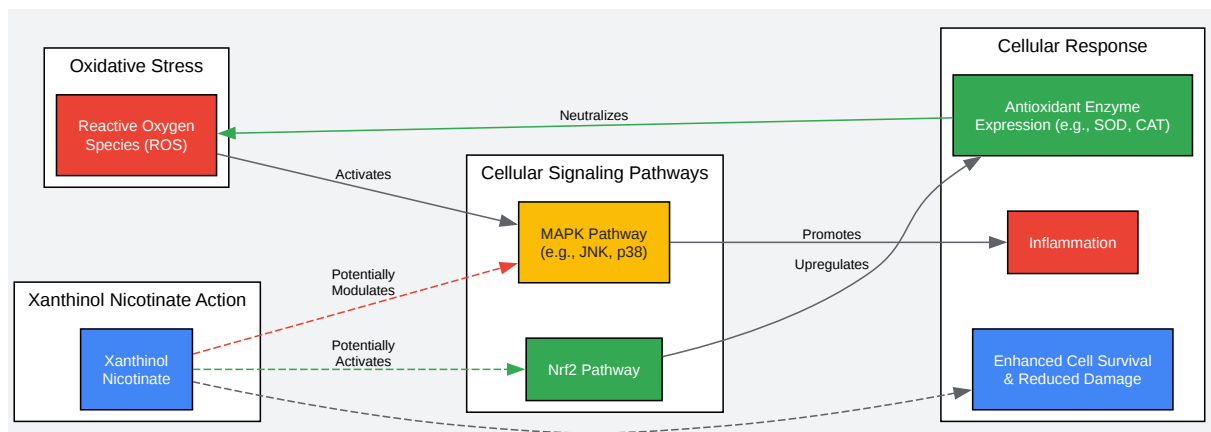 Oxidative Stress
Reactive Oxygen
Species (ROS)
Xanthinol Nicotinate Action
Xanthinol
Nicotinate
Neutralizes
Activates
Potentially
Modulates
Potentially
Activates
Cellular Signaling Pathways
MAPK Pathway
(e.g., JNK, p38)
Nrf2 Pathway
Promotes
Upregulates
Cellular Response
Antioxidant Enzyme
Expression (e.g., SOD, CAT)
Inflammation
Enhanced Cell Survival
& Reduced Damage